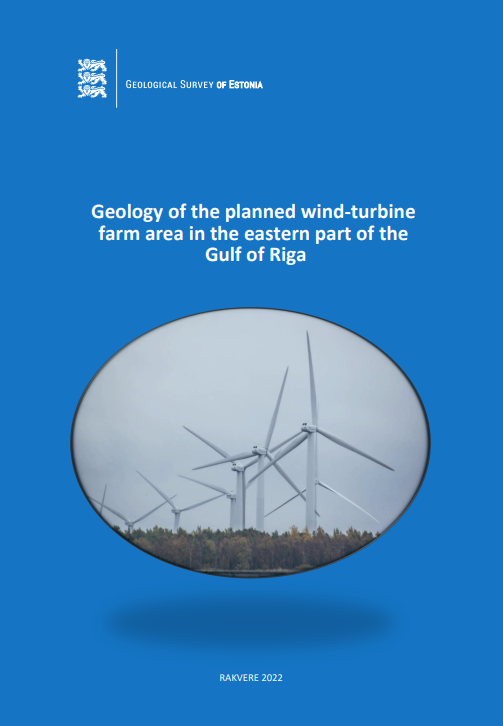 GEOLOGICAL SURVEY OF ESTONIA
Geology of the planned wind-turbine
farm area in the eastern part of the
Gulf of Riga
RAKVERE 2022